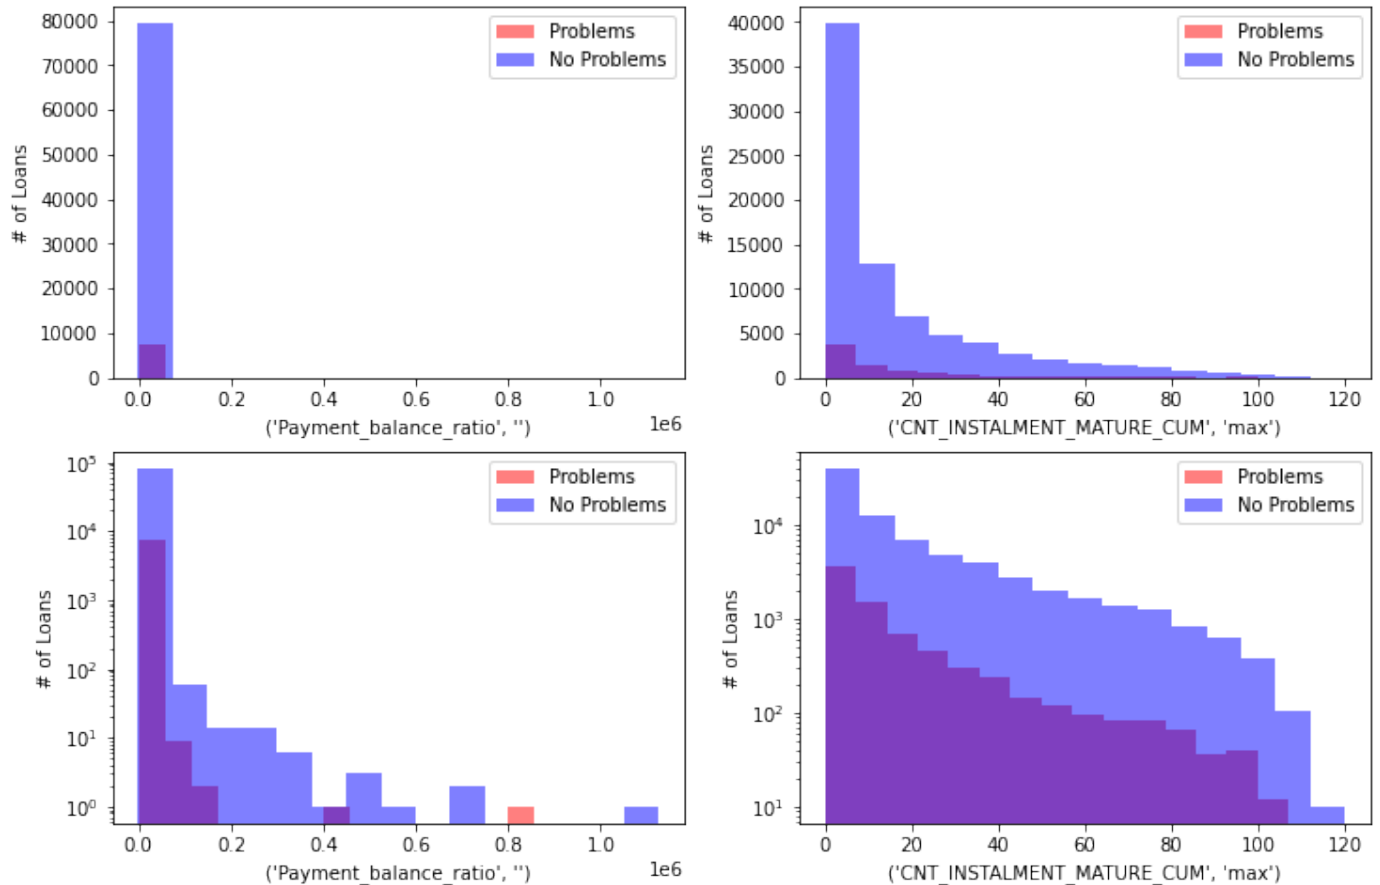 80000
70000
60000
50000
40000
30000
20000
10000
0
# of Loans
Problems
No Problems
0.0 0.2 0.4 0.6 0.8 1.0
1e6
('Payment_balance_ratio', '')
40000
35000
30000
25000
20000
15000
10000
5000
0
# of Loans
Problems
No Problems
0 20 40 60 80 100 120
('CNT_INSTALMENT_MATURE_CUM', 'max')
10⁵
10⁴
10³
10²
10¹
10⁰
# of Loans
Problems
No Problems
0.0 0.2 0.4 0.6 0.8 1.0
1e6
('Payment_balance_ratio', '')
10⁴
10³
10²
10¹
# of Loans
Problems
No Problems
0 20 40 60 80 100 120
('CNT_INSTALMENT_MATURE_CUM', 'max')